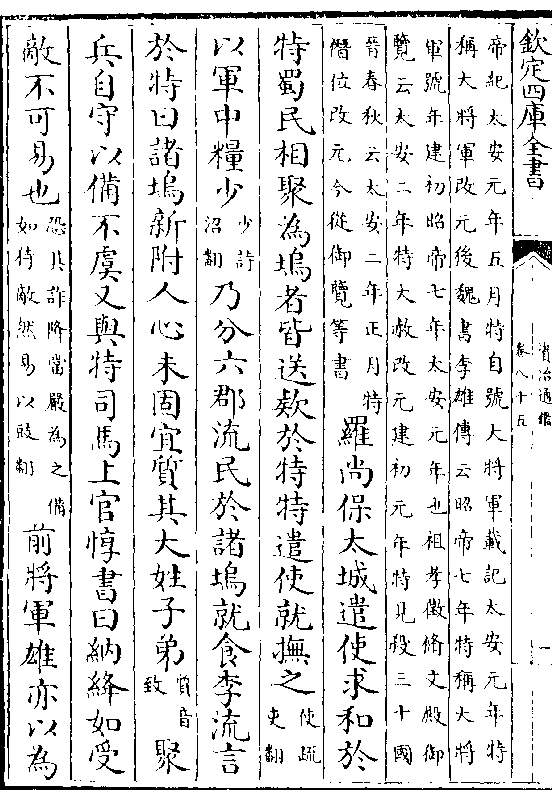 欽定四庫全書
資治通鑑
卷八十五
一
帝紀太安元年五月特自號大將軍載記太安元年特
稱大將軍改元後魏書李雄傳云昭帝七年特稱大將
軍號年建初昭帝七年太安元年也祖孝徵脩文殿御
覽云太安二年特大赦改元建初元年特見殺三十國
晉春秋云太安二年正月特
僭位改元今從御覽等書
羅尚保太城遣使求和於
特蜀民相聚為塢者皆送欵於特特遣使就撫之
使疏
吏翻
以軍中糧少
少詩
沼翻
乃分六郡流民於諸塢就食李流言
於特曰諸塢新附人心未固宜質其大姓子弟
質音
致
聚
兵自守以備不虞又與特司馬上官惇書曰納降如受
敵不可易也
恐其詐降當嚴為之備
如待敵然易以豉翻
前將軍雄亦以為